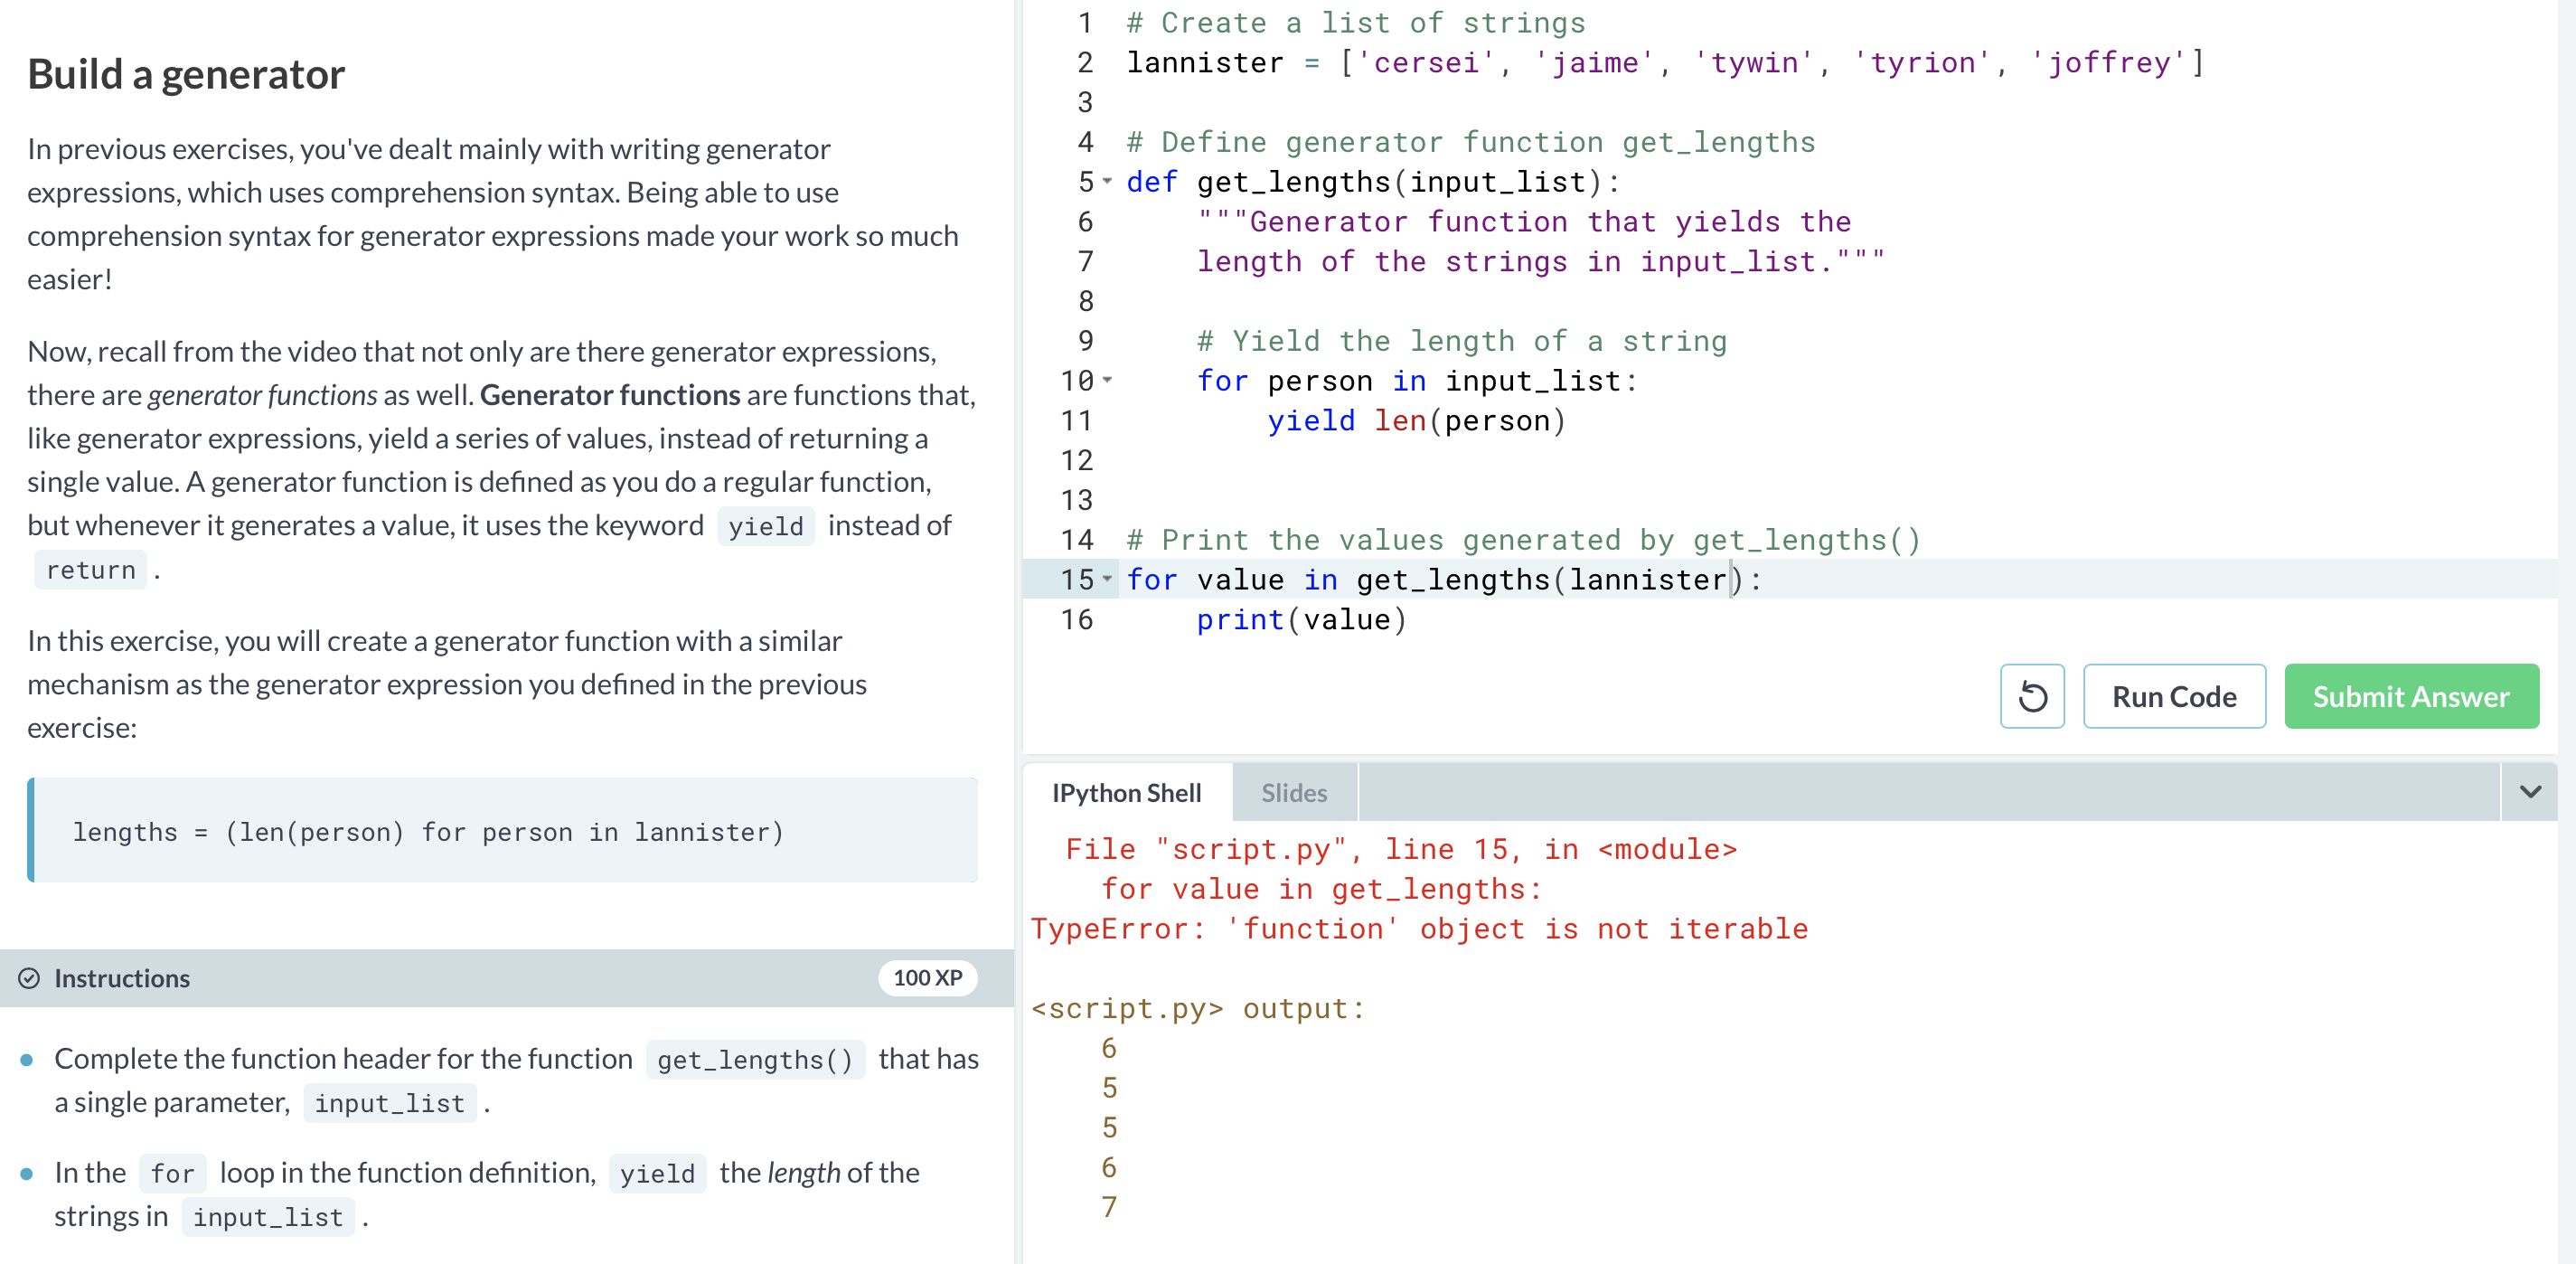 Build a generator
In previous exercises, you've dealt mainly with writing generator
expressions, which uses comprehension syntax. Being able to use
comprehension syntax for generator expressions made your work so much
easier!
Now, recall from the video that not only are there generator expressions,
there are generator functions as well. Generator functions are functions that,
like generator expressions, yield a series of values, instead of returning a
single value. A generator function is defined as you do a regular function,
but whenever it generates a value, it uses the keyword yield instead of
return .
In this exercise, you will create a generator function with a similar
mechanism as the generator expression you defined in the previous
exercise:
lengths = (len(person) for person in lannister)
Instructions 100 XP
Complete the function header for the function get_lengths() that has
a single parameter, input_list .
In the for loop in the function definition, yield the length of the
strings in input_list .
1 # Create a list of strings
2 lannister = ['cersei', 'jaime', 'tywin', 'tyrion', 'joffrey']
3
4 # Define generator function get_lengths
5 def get_lengths(input_list):
6     """Generator function that yields the
7     length of the strings in input_list."""
8
9     # Yield the length of a string
10     for person in input_list:
11         yield len(person)
12
13
14 # Print the values generated by get_lengths()
15 for value in get_lengths(lannister):
16     print(value)
Run Code Submit Answer
IPython Shell Slides
  File "script.py", line 15, in <module>
    for value in get_lengths:
TypeError: 'function' object is not iterable
<script.py> output:
    6
    5
    5
    6
    7